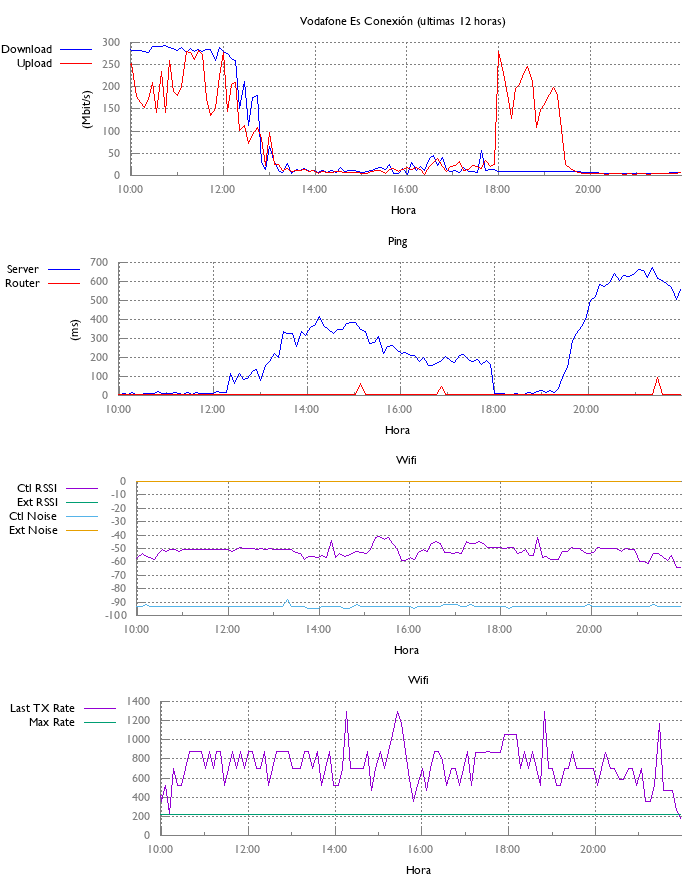 Vodafone Es Conexión (ultimas 12 horas)
Download
Upload
(Mbit/s)
300
250
200
150
100
50
0
10:00 12:00 14:00 16:00 18:00 20:00
Hora
Ping
Server
Router
(ms)
700
600
500
400
300
200
100
0
10:00 12:00 14:00 16:00 18:00 20:00
Hora
Wifi
Ctl RSSI
Ext RSSI
Ctl Noise
Ext Noise
0
-10
-20
-30
-40
-50
-60
-70
-80
-90
-100
10:00 12:00 14:00 16:00 18:00 20:00
Hora
Wifi
Last TX Rate
Max Rate
1400
1200
1000
800
600
400
200
0
10:00 12:00 14:00 16:00 18:00 20:00
Hora